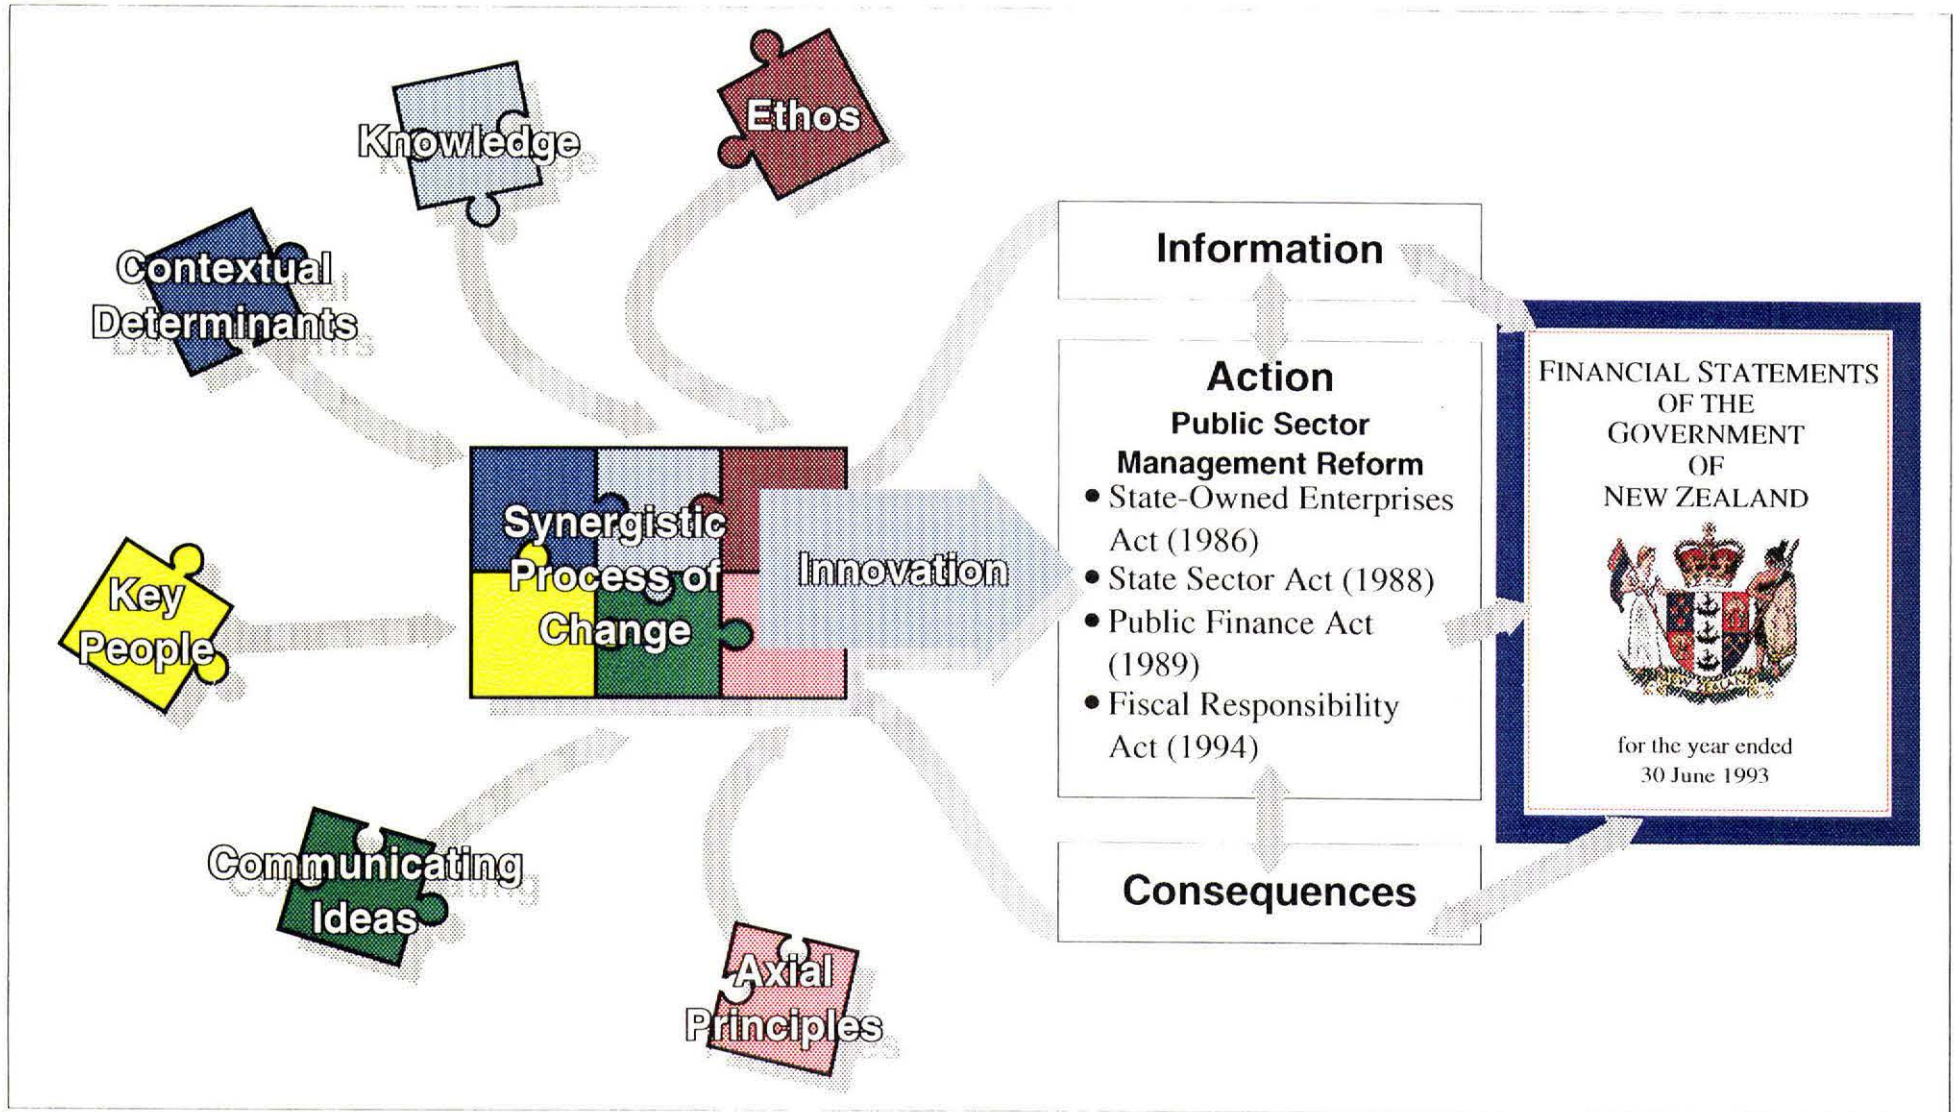 Knowledge
Ethos
Contextual
Determinants
Key
People
Communicating
Ideas
Axial
Principles
Synergistic
Process of
Change
Innovation
Information
Action
Public Sector
Management Reform
• State-Owned Enterprises
Act (1986)
• State Sector Act (1988)
• Public Finance Act
(1989)
• Fiscal Responsibility
Act (1994)
Consequences
FINANCIAL STATEMENTS
OF THE
GOVERNMENT
OF
NEW ZEALAND
NEW ZEALAND
for the year ended
30 June 1993